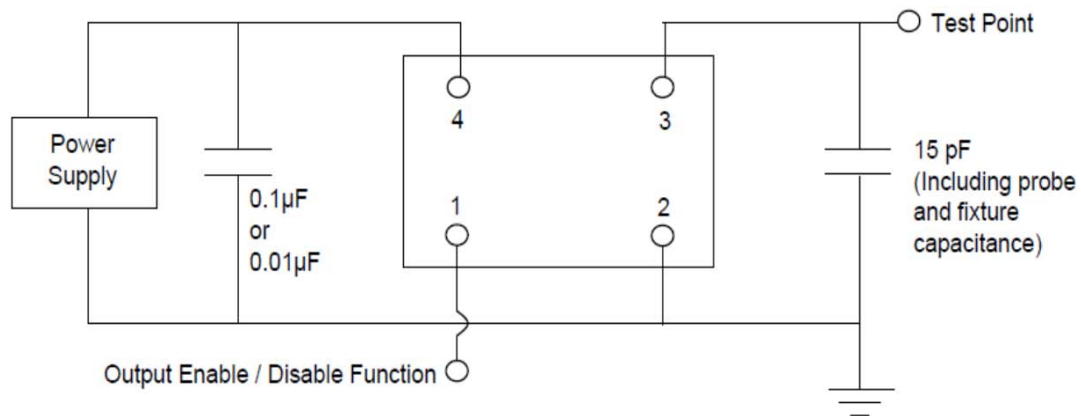 Test Point
4
3
Power
Supply
0.1µF
or
0.01µF
1
2
15 pF
(Including probe
and fixture
capacitance)
Output Enable / Disable Function